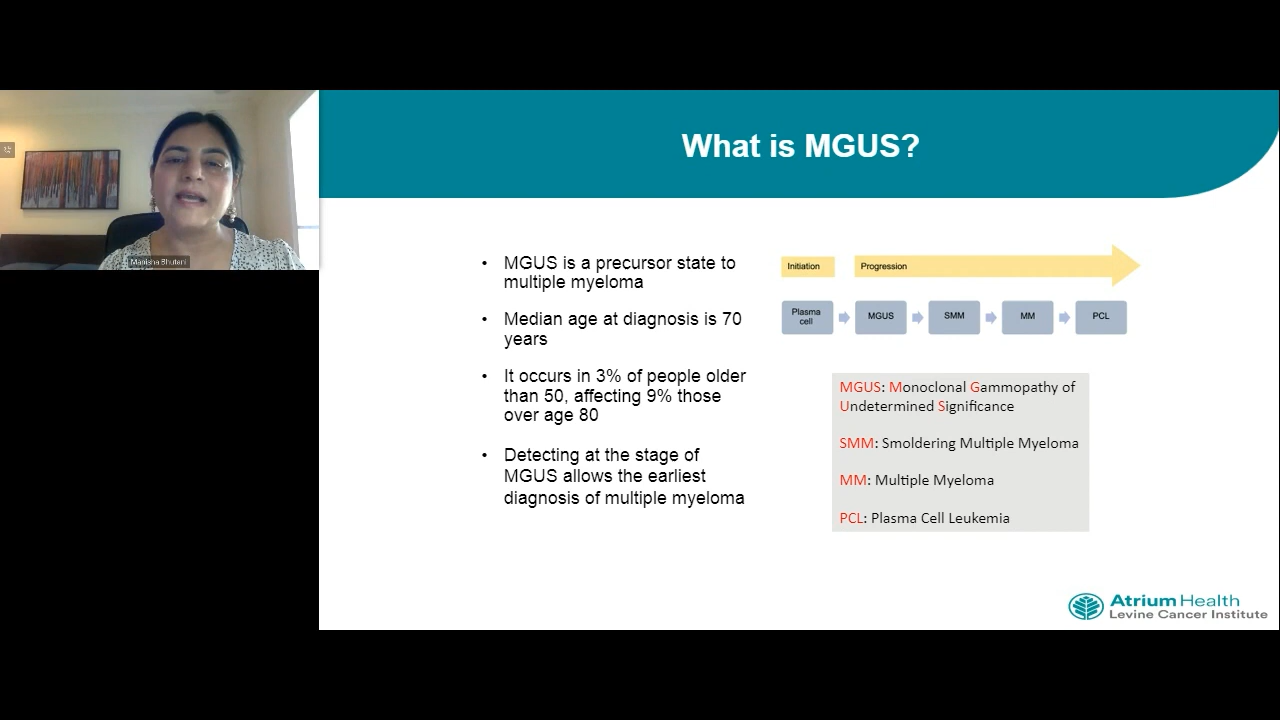 What is MGUS?
Manisha Bhutani
• MGUS is a precursor state to
multiple myeloma
• Median age at diagnosis is 70
years
• It occurs in 3% of people older
than 50, affecting 9% those
over age 80
• Detecting at the stage of
MGUS allows the earliest
diagnosis of multiple myeloma
Initiation
Progression
Plasma
cell
MGUS
SMM
MM
PCL
MGUS: Monoclonal Gammopathy of
Undetermined Significance
SMM: Smoldering Multiple Myeloma
MM: Multiple Myeloma
PCL: Plasma Cell Leukemia
Atrium Health
Levine Cancer Institute